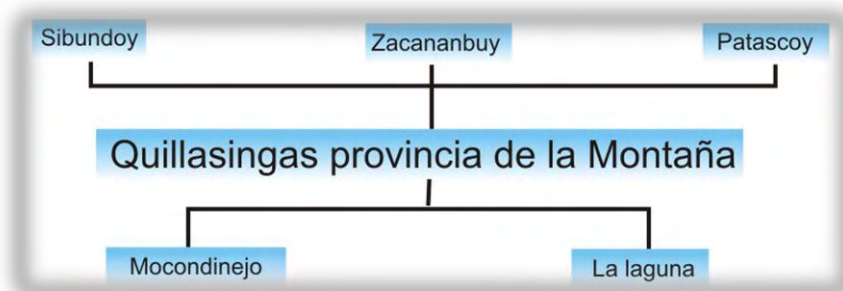 Sibundoy
Zacananbuy
Patascoy
Quillasingas provincia de la Montaña
Mocondinejo
La laguna